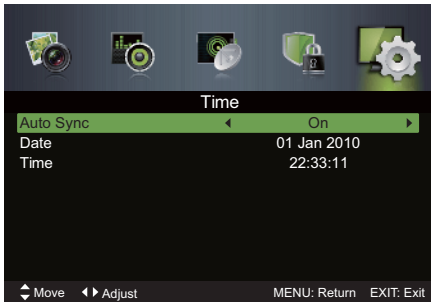 Time
Auto Sync On
Date 01 Jan 2010
Time 22:33:11
Move Adjust MENU: Return EXIT: Exit